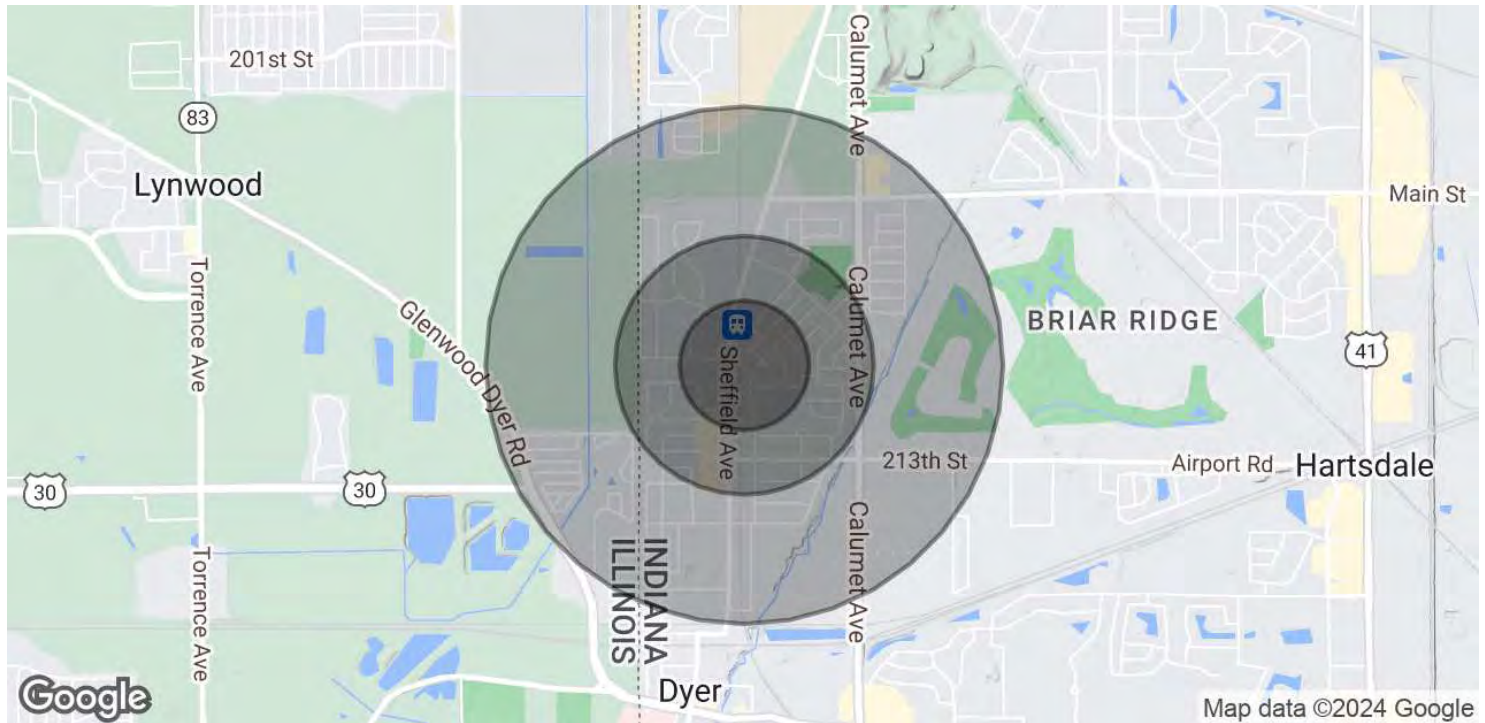 201st St
Calumet Ave
83
Lynwood
Main St
Torrence Ave
Calumet Ave
Glenwood Dyer Rd
BRIAR RIDGE
41
Sheffield Ave
213th St
Airport Rd
Hartsdale
30
30
Calumet Ave
INDIANA
ILLINOIS
Torrence Ave
Dyer
Google
Map data ©2024 Google